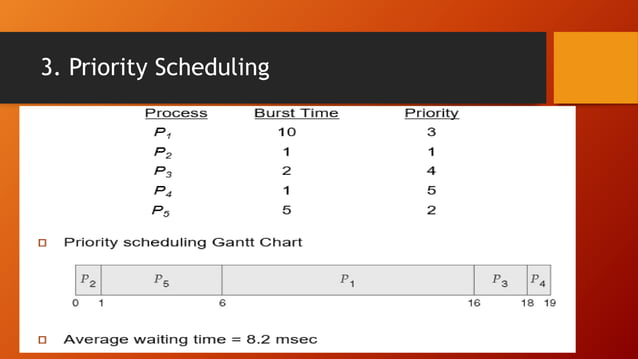 3. Priority Scheduling
Process Burst Time Priority
P1 10 3
P2 1 1
P3 2 4
P4 1 5
P5 5 2
Priority scheduling Gantt Chart
P2 P5 P1 P3 P4
0 1 6 16 18 19
Average waiting time = 8.2 msec